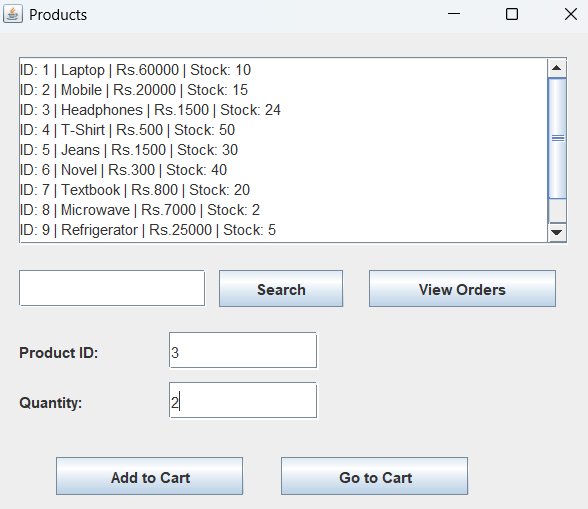 Products
ID: 1 | Laptop | Rs.60000 | Stock: 10
ID: 2 | Mobile | Rs.20000 | Stock: 15
ID: 3 | Headphones | Rs.1500 | Stock: 24
ID: 4 | T-Shirt | Rs.500 | Stock: 50
ID: 5 | Jeans | Rs.1500 | Stock: 30
ID: 6 | Novel | Rs.300 | Stock: 40
ID: 7 | Textbook | Rs.800 | Stock: 20
ID: 8 | Microwave | Rs.7000 | Stock: 2
ID: 9 | Refrigerator | Rs.25000 | Stock: 5
Search View Orders
Product ID: 3
Quantity: 2
Add to Cart Go to Cart